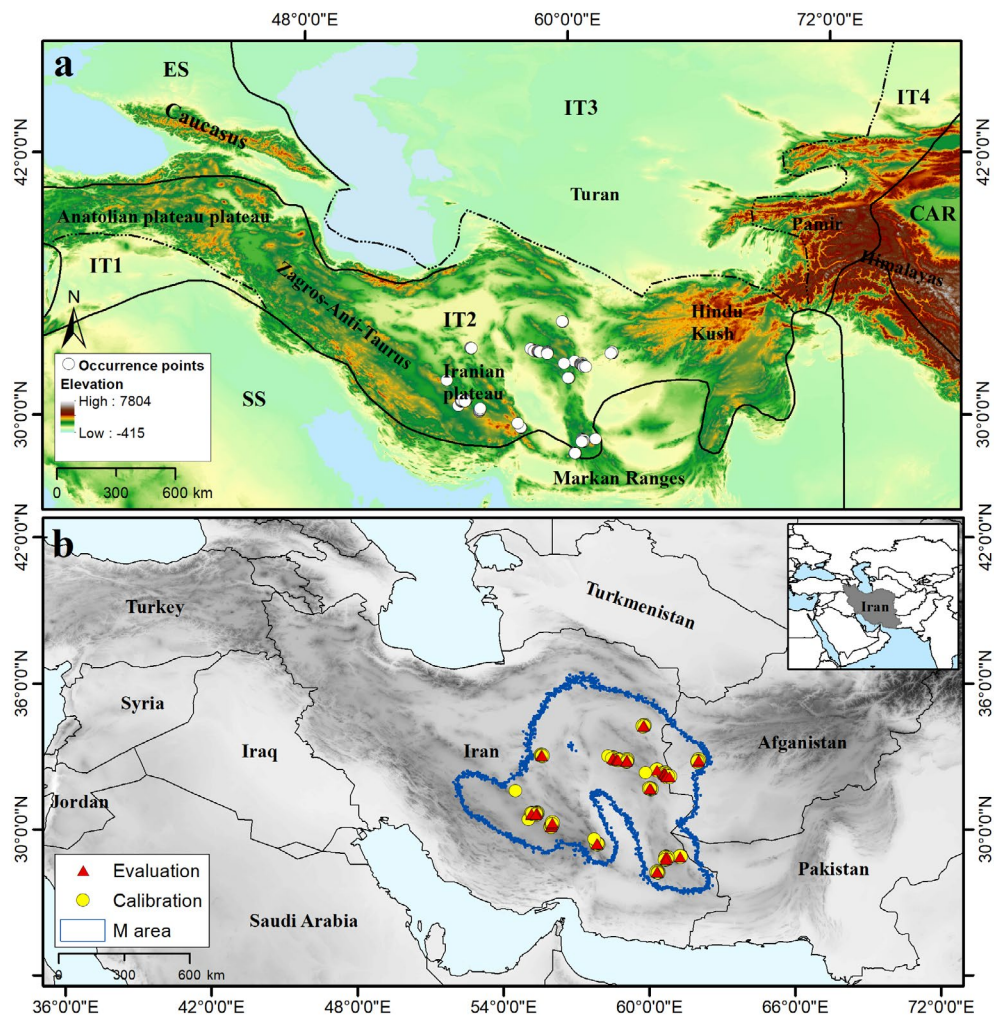 48°0'0"E 60°0'0"E 72°0'0"E
a
ES
IT3
IT4
Caucasus
42°0'0"N
42°0'0"N
Turan
CAR
Anatolian plateau plateau
Pamir
IT1
Himalayas
Zagros-Anti-Taurus
N
IT2
Hindu
Kush
Occurrence points
Elevation
High : 7804
Low : -415
Iranian
plateau
SS
30°0'0"N
30°0'0"N
Markan Ranges
0 300 600 km
b
42°0'0"N
42°0'0"N
Turkey
Turkmenistan
Iran
36°0'0"N
36°0'0"N
Syria
Iraq
Iran
Afganistan
Jordan
30°0'0"N
30°0'0"N
Pakistan
Evaluation
Calibration
M area
Saudi Arabia
0 300 600 km
36°0'0"E 42°0'0"E 48°0'0"E 54°0'0"E 60°0'0"E 66°0'0"E 72°0'0"E